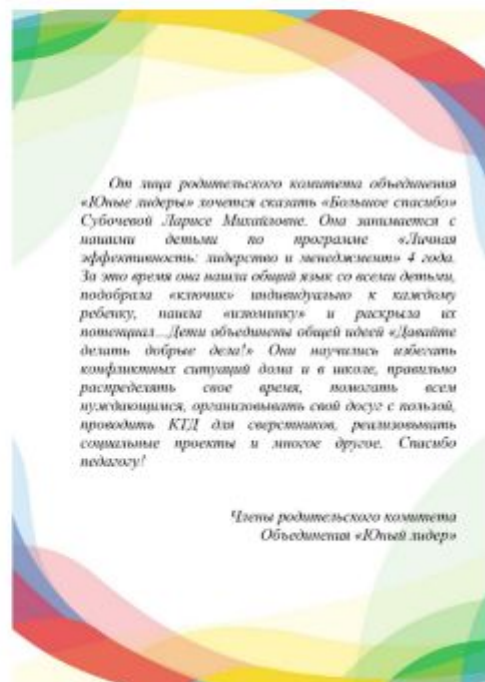 От лица родительского комитета объединения
«Юные лидеры» хочется сказать «Большое спасибо»
Субочевой Ларисе Михайловне. Она занимается с
нашими детьми по программе «Личная
эффективность: лидерство и менеджмент» 4 года.
За это время она нашла общий язык со всеми детьми,
подобрала «ключик» индивидуально к каждому
ребенку, нашла «изюминку» и раскрыла их
потенциал...Дети объединены общей идеей «Давайте
делать добрые дела!» Они научились избегать
конфликтных ситуаций дома и в школе, правильно
распределять свое время, помогать всем
нуждающимся, организовывать свой досуг с пользой,
проводить КТД для сверстников, реализовывать
социальные проекты и многое другое. Спасибо
педагогу!
Члены родительского комитета
Объединения «Юный лидер»